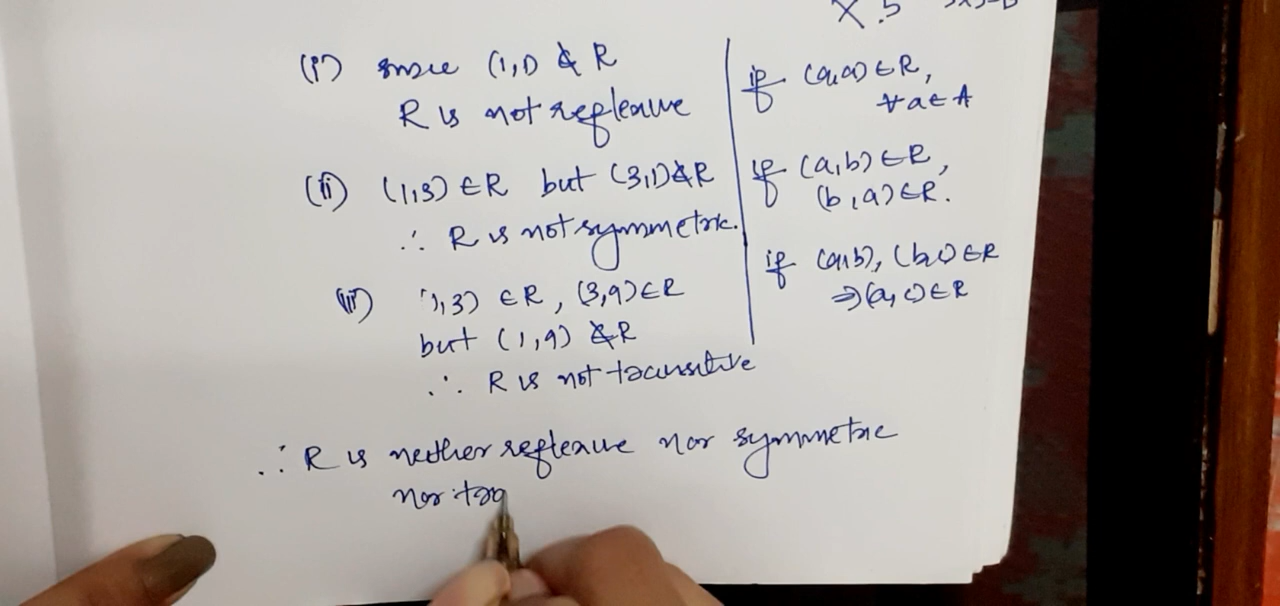 (i) since (1,1) ∉ R
R is not reflexive
(ii) (1,3) ∈ R but (3,1) ∉ R
∴ R is not symmetric.
(iii) 1,3) ∈ R, (3,9) ∈ R
but (1,9) ∉ R
∴ R is not transitive
∴ R is neither reflexive nor symmetric
nor tra
if (a,a) ∈ R,
∀ a ∈ A
if (a,b) ∈ R,
(b,a) ∈ R.
if (a,b), (b,c) ∈ R
⇒ (a,c) ∈ R